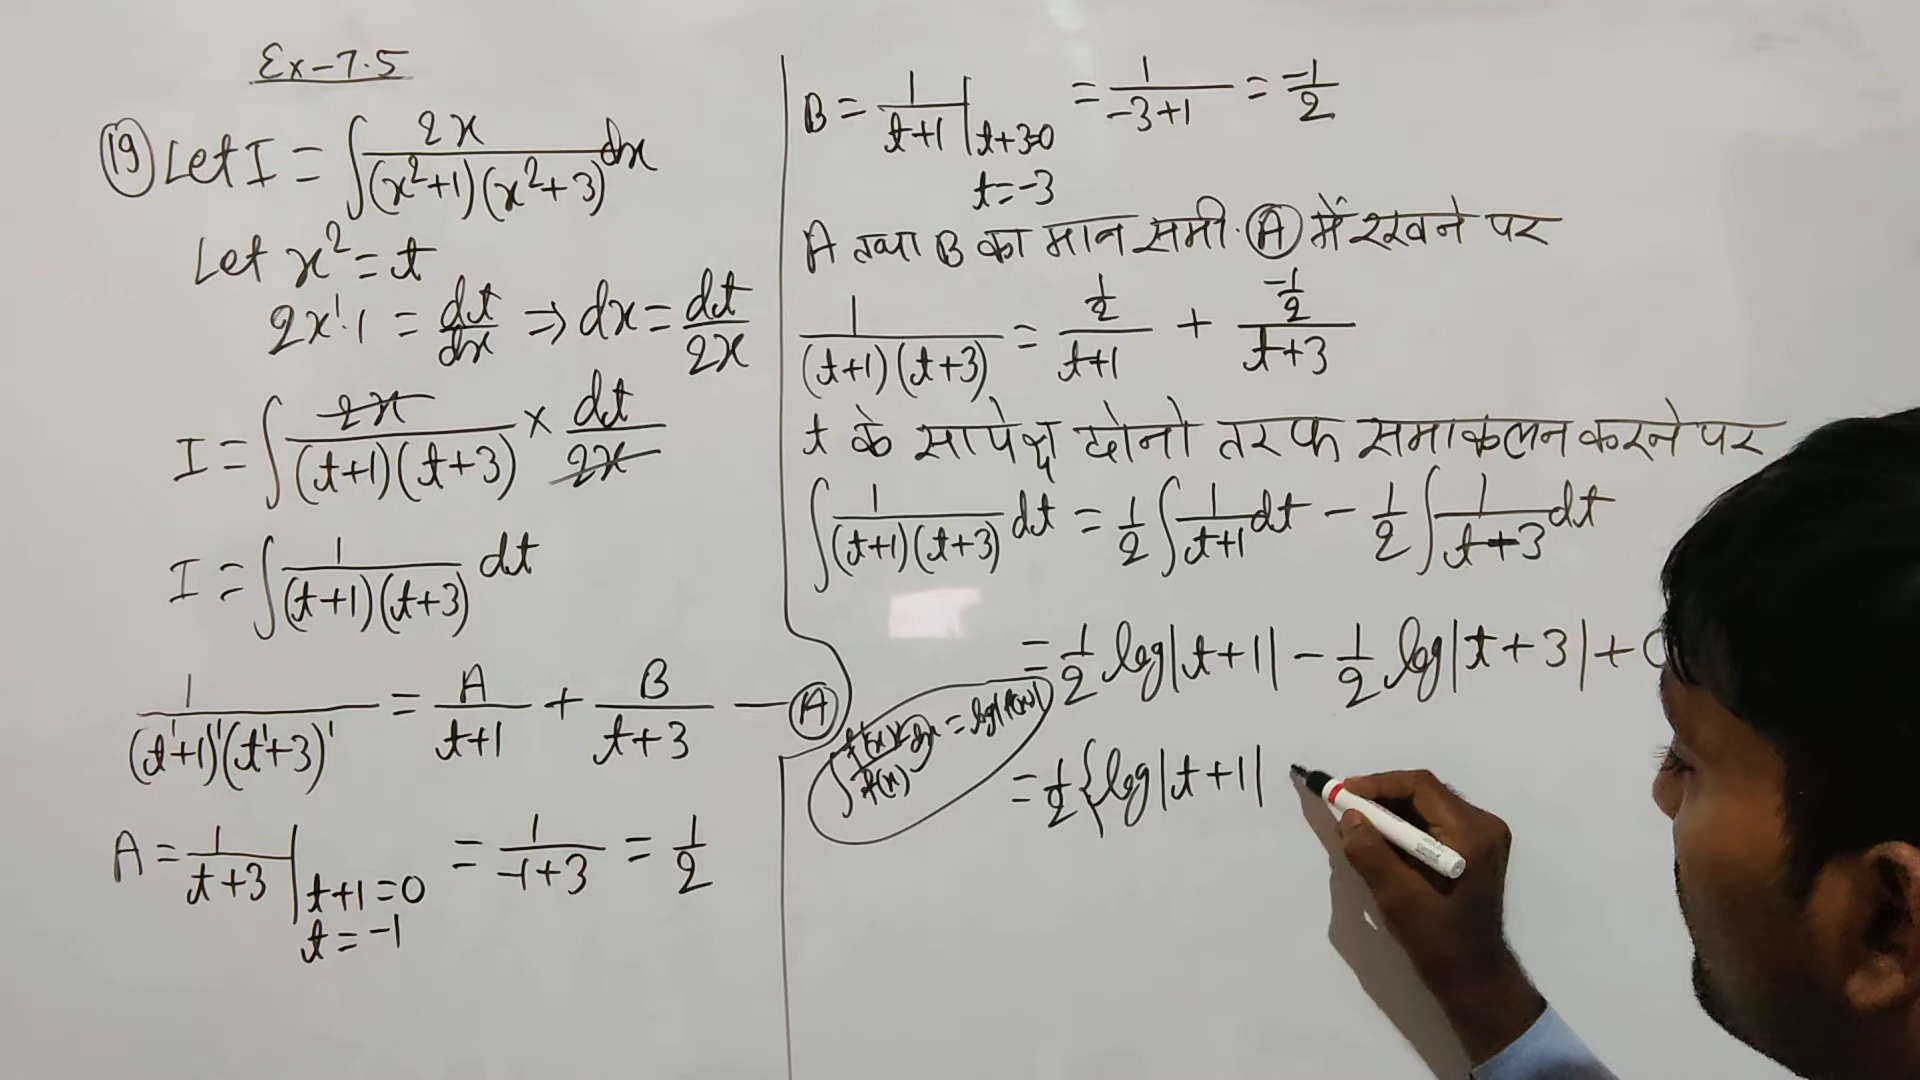 Ex-7.5
(19) Let I = ∫ 2x/((x²+1)(x²+3)) dx
Let x² = t
2x¹·1 = dt/dx ⇒ dx = dt/2x
I = ∫ 2x/((t+1)(t+3)) × dt/2x
I = ∫ 1/((t+1)(t+3)) dt
1/((t¹+1)¹(t¹+3)¹) = A/(t+1) + B/(t+3) — (A)
A = 1/(t+3) | t+1=0 = 1/(-1+3) = 1/2
t = -1
B = 1/(t+1) | t+3=0 = 1/(-3+1) = -1/2
t = -3
A तथा B का मान समी. (A) में रखने पर
1/((t+1)(t+3)) = (1/2)/(t+1) + (-1/2)/(t+3)
t के सापेक्ष दोनो तरफ समाकलन करने पर
∫ 1/((t+1)(t+3)) dt = 1/2 ∫ 1/(t+1) dt - 1/2 ∫ 1/(t+3) dt
= 1/2 log|t+1| - 1/2 log|t+3| +
∫ f'(x)/f(x) dx = log|f(x)|
= 1/2 {log|t+1|